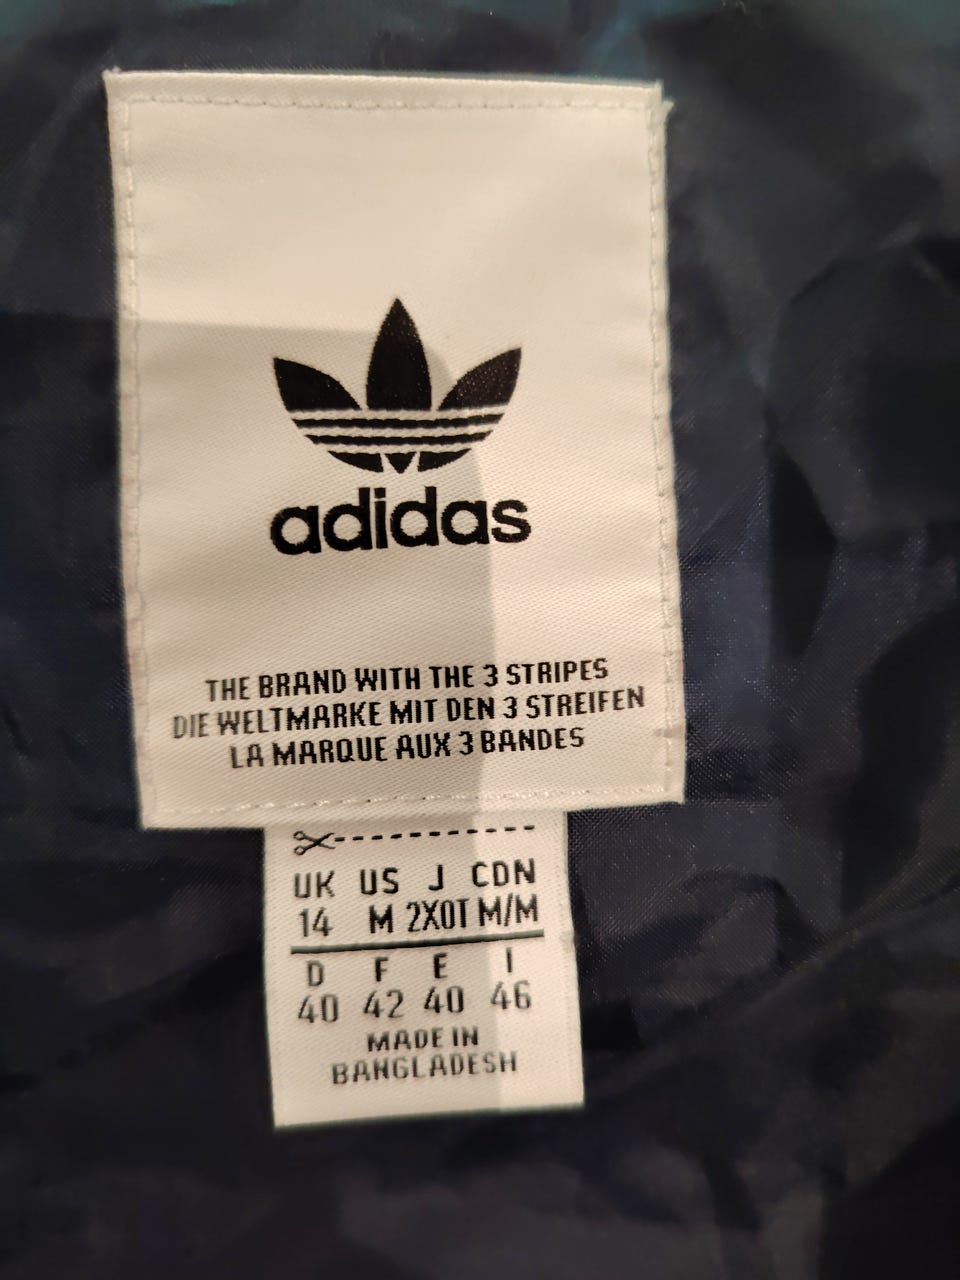 adidas
THE BRAND WITH THE 3 STRIPES
DIE WELTMARKE MIT DEN 3 STREIFEN
LA MARQUE AUX 3 BANDES
UK US J CDN
14 M 2XOT M/M
D F E I
40 42 40 46
MADE IN
BANGLADESH